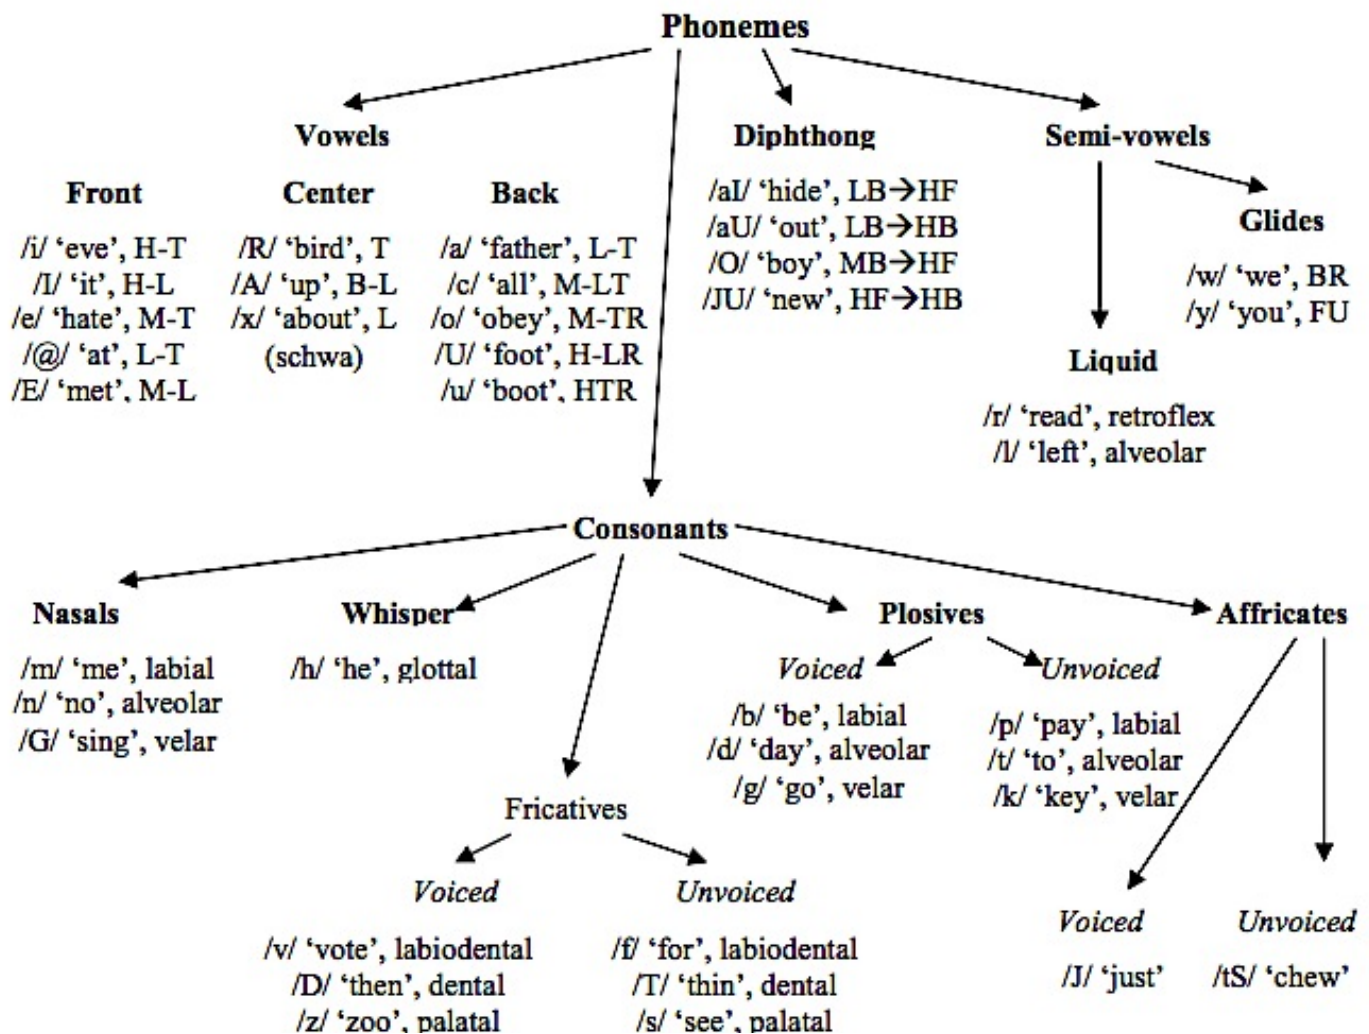 Phonemes
Vowels
Front
/i/ ‘eve’, H-T
/I/ ‘it’, H-L
/e/ ‘hate’, M-T
/@/ ‘at’, L-T
/E/ ‘met’, M-L
Center
/R/ ‘bird’, T
/A/ ‘up’, B-L
/x/ ‘about’, L
(schwa)
Back
/a/ ‘father’, L-T
/c/ ‘all’, M-LT
/o/ ‘obey’, M-TR
/U/ ‘foot’, H-LR
/u/ ‘boot’, HTR
Diphthong
/aI/ ‘hide’, LB→HF
/aU/ ‘out’, LB→HB
/O/ ‘boy’, MB→HF
/JU/ ‘new’, HF→HB
Semi-vowels
Liquid
/r/ ‘read’, retroflex
/l/ ‘left’, alveolar
Glides
/w/ ‘we’, BR
/y/ ‘you’, FU
Consonants
Nasals
/m/ ‘me’, labial
/n/ ‘no’, alveolar
/G/ ‘sing’, velar
Whisper
/h/ ‘he’, glottal
Fricatives
Voiced
/v/ ‘vote’, labiodental
/D/ ‘then’, dental
/z/ ‘zoo’, palatal
Unvoiced
/f/ ‘for’, labiodental
/T/ ‘thin’, dental
/s/ ‘see’, palatal
Plosives
Voiced
/b/ ‘be’, labial
/d/ ‘day’, alveolar
/g/ ‘go’, velar
Unvoiced
/p/ ‘pay’, labial
/t/ ‘to’, alveolar
/k/ ‘key’, velar
Affricates
Voiced
/J/ ‘just’
Unvoiced
/tS/ ‘chew’